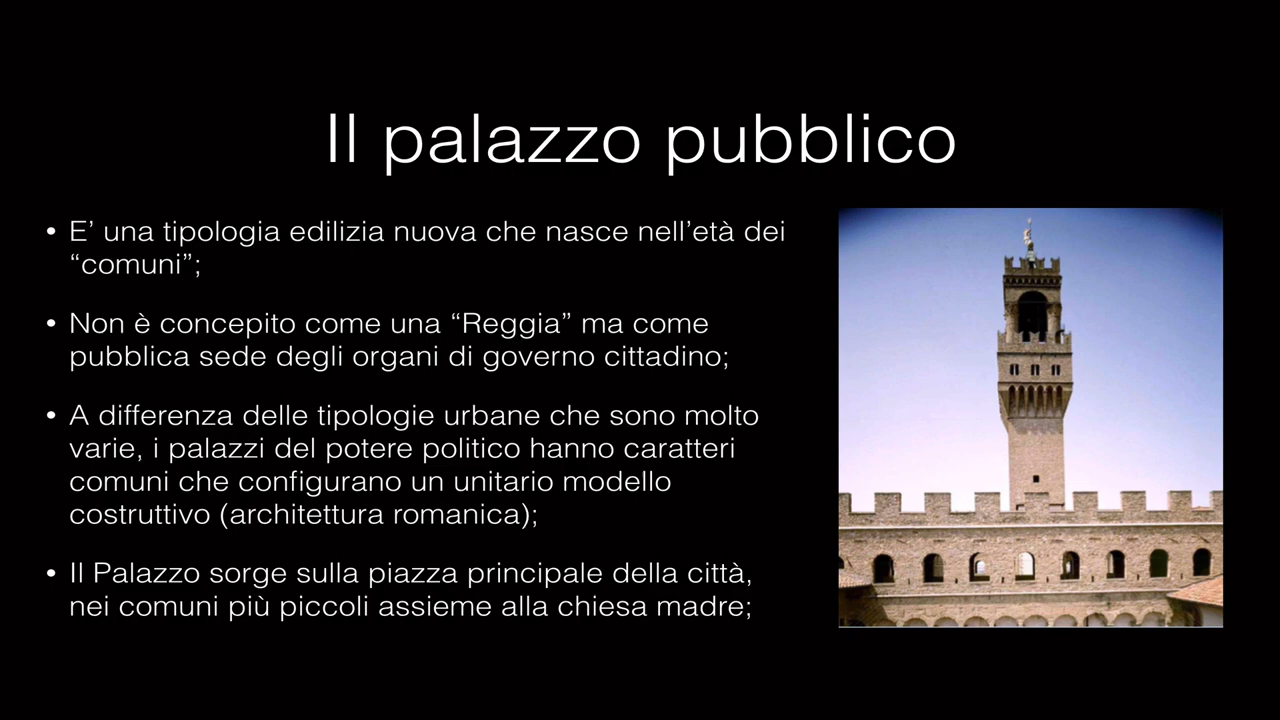 Il palazzo pubblico
• E’ una tipologia edilizia nuova che nasce nell’età dei
“comuni”;
• Non è concepito come una “Reggia” ma come
pubblica sede degli organi di governo cittadino;
• A differenza delle tipologie urbane che sono molto
varie, i palazzi del potere politico hanno caratteri
comuni che configurano un unitario modello
costruttivo (architettura romanica);
• Il Palazzo sorge sulla piazza principale della città,
nei comuni più piccoli assieme alla chiesa madre;